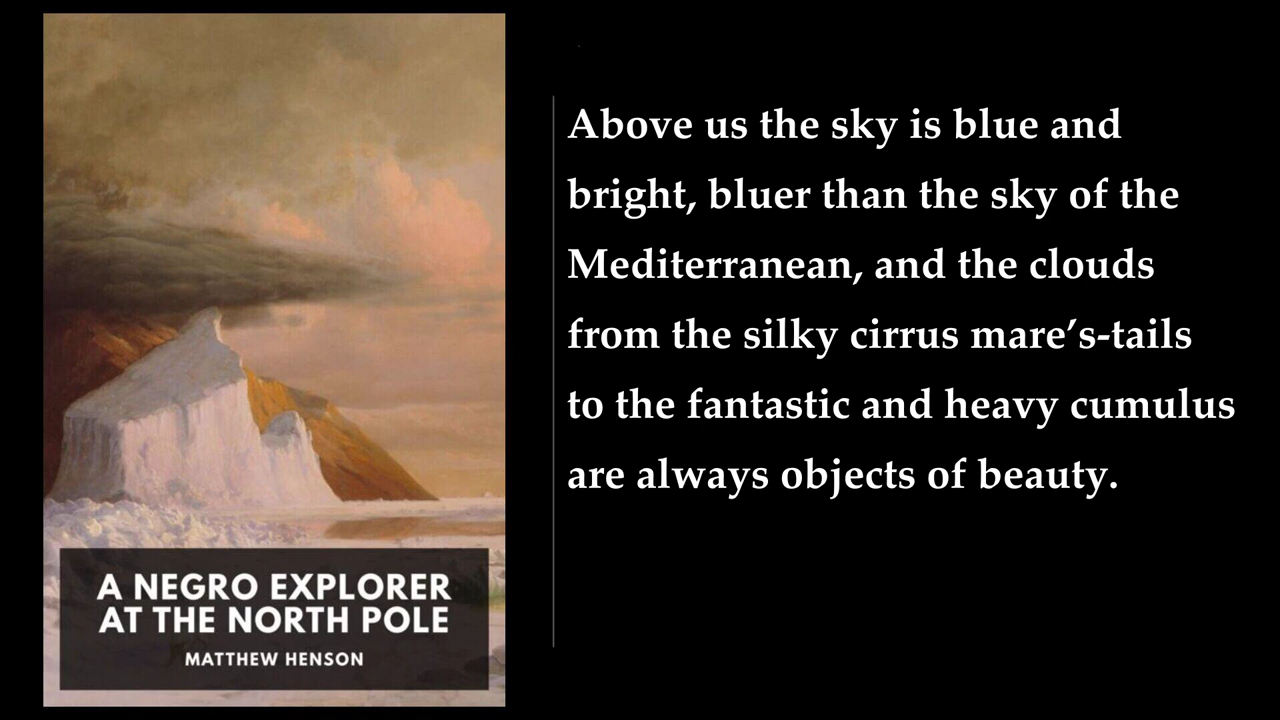 A NEGRO EXPLORER
AT THE NORTH POLE
MATTHEW HENSON
Above us the sky is blue and
bright, bluer than the sky of the
Mediterranean, and the clouds
from the silky cirrus mare’s-tails
to the fantastic and heavy cumulus
are always objects of beauty.